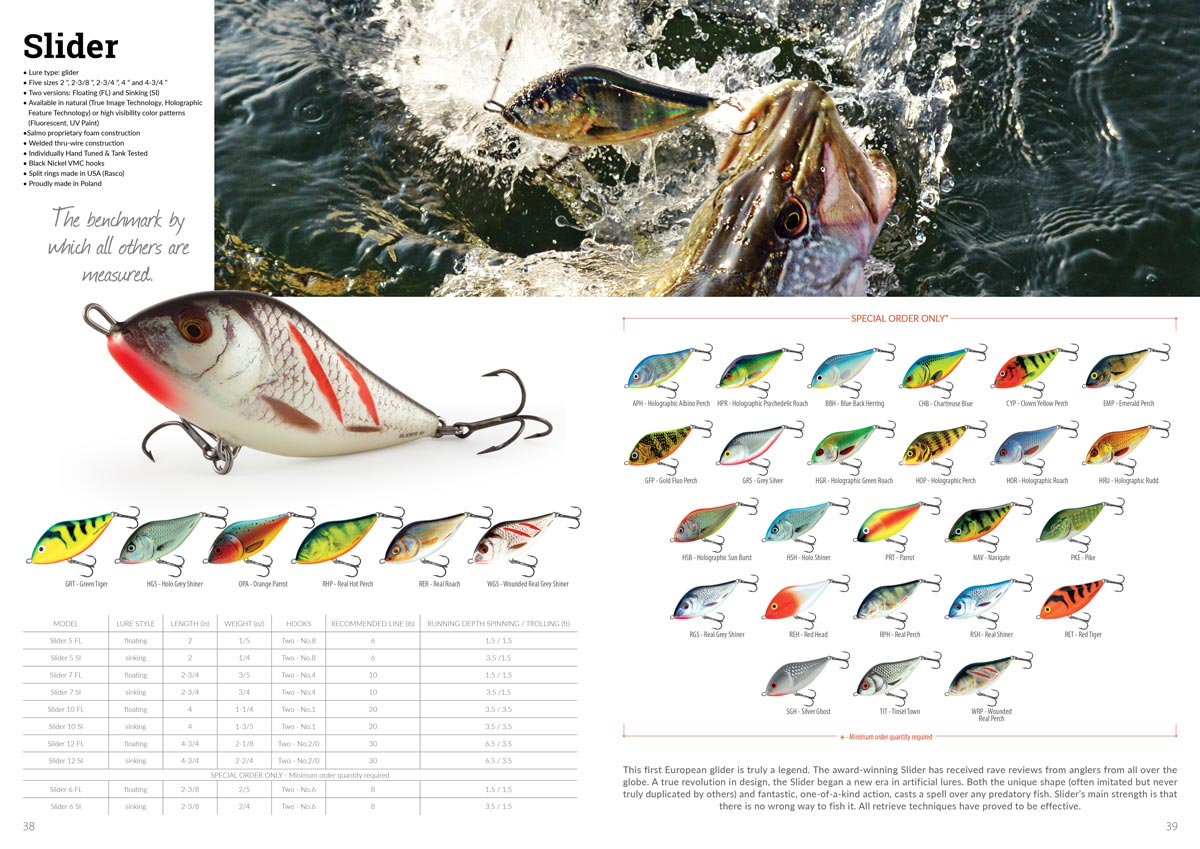 Slider
• Lure type: glider
• Five sizes 2 ", 2-3/8 ", 2-3/4 ", 4 " and 4-3/4 "
• Two versions: Floating (FL) and Sinking (SI)
• Available in natural (True Image Technology, Holographic
Feature Technology) or high visibility color patterns
(Fluorescent, UV Paint)
•Salmo proprietary foam construction
• Welded thru-wire construction
• Individually Hand Tuned & Tank Tested
• Black Nickel VMC hooks
• Split rings made in USA (Rasco)
• Proudly made in Poland
The benchmark by
which all others are
measured.
GRT - Green Tiger HGS - Holo Grey Shiner OPA - Orange Parrot RHP - Real Hot Perch RER - Real Roach WGS - Wounded Real Grey Shiner
MODEL LURE STYLE LENGTH (in) WEIGHT (oz) HOOKS RECOMMENDED LINE (lb) RUNNING DEPTH SPINNING / TROLLING (ft)
Slider 5 FL floating 2 1/5 Two - No.8 6 1.5 / 1.5
Slider 5 SI sinking 2 1/4 Two - No.8 6 3.5 /1.5
Slider 7 FL floating 2-3/4 3/5 Two - No.4 10 1.5 / 1.5
Slider 7 SI sinking 2-3/4 3/4 Two - No.4 10 3.5 /1.5
Slider 10 FL floating 4 1-1/4 Two - No.1 20 3.5 / 3.5
Slider 10 SI sinking 4 1-3/5 Two - No.1 20 3.5 / 3.5
Slider 12 FL floating 4-3/4 2-1/8 Two - No.2/0 30 6.5 / 3.5
Slider 12 SI sinking 4-3/4 2-2/4 Two - No.2/0 30 6.5 / 3.5
SPECIAL ORDER ONLY - Minimum order quantity required
Slider 6 FL floating 2-3/8 2/5 Two - No.6 8 1.5 / 1.5
Slider 6 SI sinking 2-3/8 2/4 Two - No.6 8 3.5 / 1.5
38
SPECIAL ORDER ONLY*
APH - Holographic Albino Perch HPR - Holographic Psychedelic Roach BBH - Blue Back Herring CHB - Chartreuse Blue CYP - Clown Yellow Perch EMP - Emerald Perch
GFP - Gold Fluo Perch GRS - Grey Silver HGR - Holographic Green Roach HOP - Holographic Perch HOR - Holographic Roach HRU - Holographic Rudd
HSB - Holographic Sun Burst HSH - Holo Shiner PRT - Parrot NAV - Navigate PKE - Pike
RGS - Real Grey Shiner REH - Red Head RPH - Real Perch RSH - Real Shiner RET - Red Tiger
SGH - Silver Ghost TIT - Tinsel Town WRP - Wounded
Real Perch
* - Minimum order quantity required
This first European glider is truly a legend. The award-winning Slider has received rave reviews from anglers from all over the
globe. A true revolution in design, the Slider began a new era in artificial lures. Both the unique shape (often imitated but never
truly duplicated by others) and fantastic, one-of-a-kind action, casts a spell over any predatory fish. Slider's main strength is that
there is no wrong way to fish it. All retrieve techniques have proved to be effective.
39